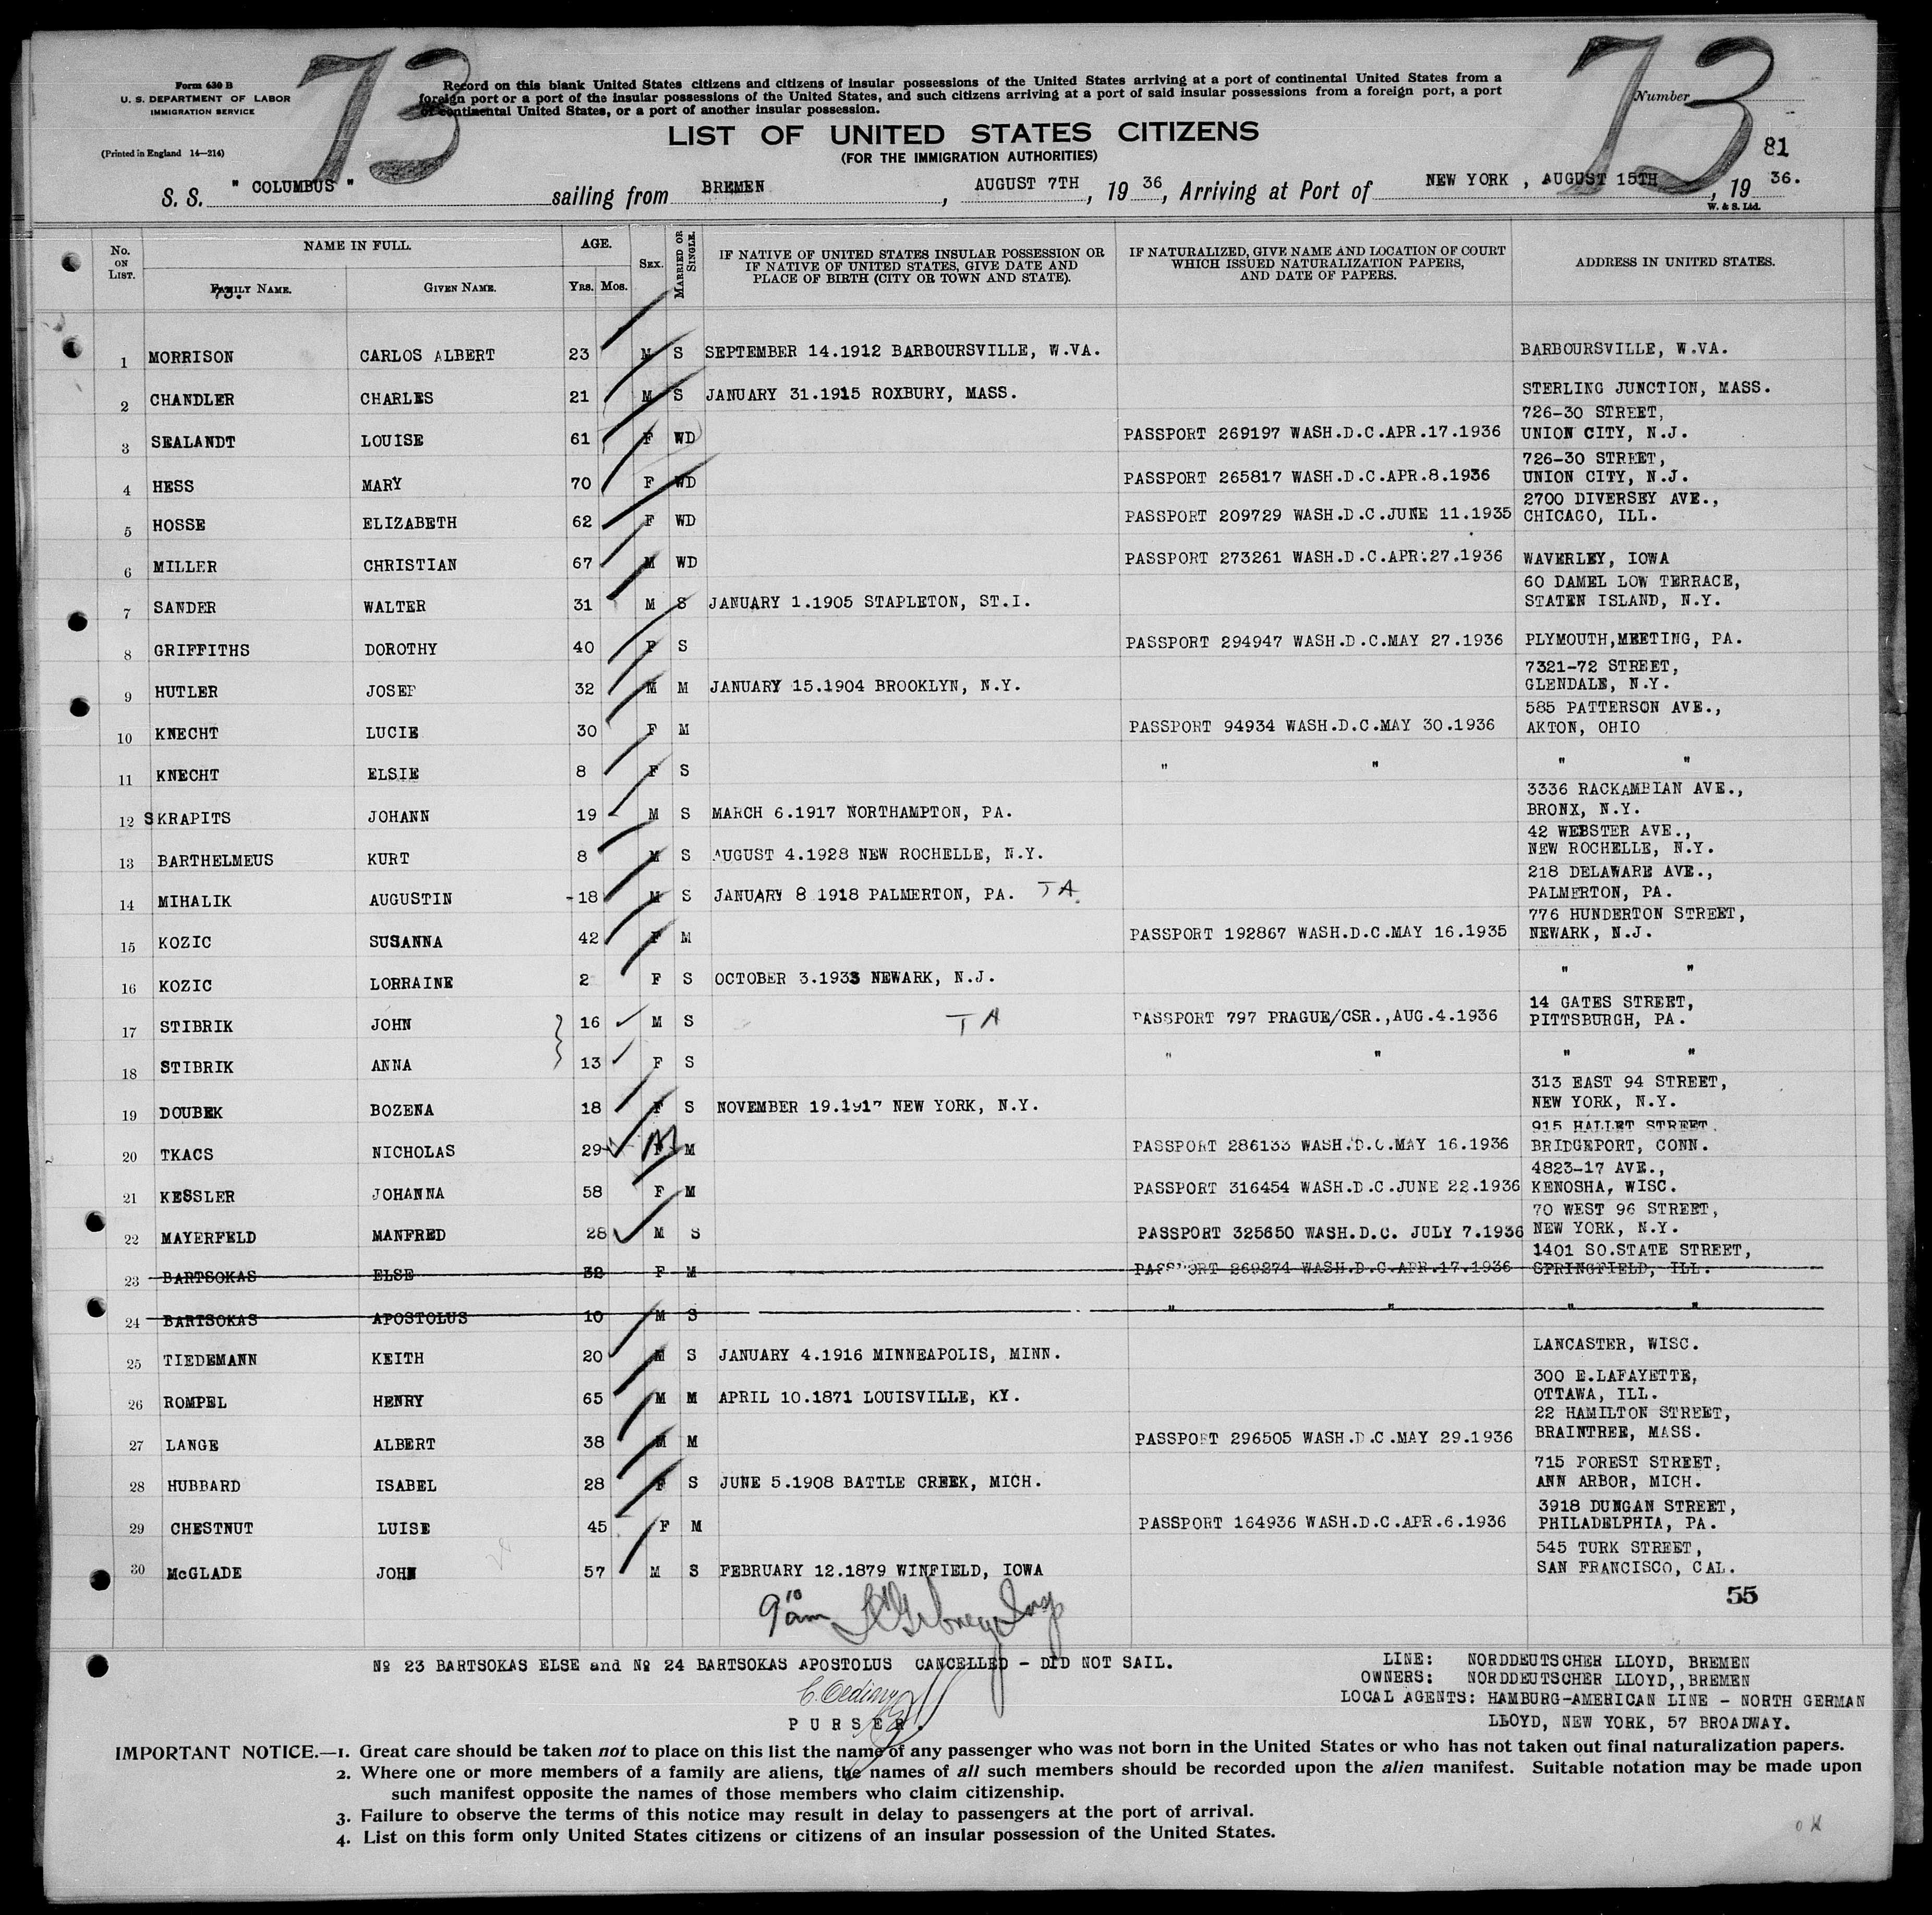 73 73
Form 630 B
U. S. DEPARTMENT OF LABOR
IMMIGRATION SERVICE
(Printed in England 14—214)
Record on this blank United States citizens and citizens of insular possessions of the United States arriving at a port of continental United States from a
foreign port or a port of the insular possessions of the United States, and such citizens arriving at a port of said insular possessions from a foreign port, a port
of continental United States, or a port of another insular possession.
Number
LIST OF UNITED STATES CITIZENS
(FOR THE IMMIGRATION AUTHORITIES)
81
S. S. " COLUMBUS " sailing from BREMEN, AUGUST 7TH, 19 36, Arriving at Port of NEW YORK , AUGUST 15TH, 19 36.
W. & S. Ltd.
No. ON LIST. NAME IN FULL. AGE. SEX. MARRIED OR SINGLE. IF NATIVE OF UNITED STATES INSULAR POSSESSION OR IF NATIVE OF UNITED STATES, GIVE DATE AND PLACE OF BIRTH (CITY OR TOWN AND STATE). IF NATURALIZED, GIVE NAME AND LOCATION OF COURT WHICH ISSUED NATURALIZATION PAPERS, AND DATE OF PAPERS. ADDRESS IN UNITED STATES.
FAMILY NAME. GIVEN NAME. YRS. MOS.
73.
1 MORRISON CARLOS ALBERT 23 M S SEPTEMBER 14.1912 BARBOURSVILLE, W.VA. BARBOURSVILLE, W.VA.
2 CHANDLER CHARLES 21 M S JANUARY 31.1915 ROXBURY, MASS. STERLING JUNCTION, MASS.
726-30 STREET,
3 SEALANDT LOUISE 61 F WD PASSPORT 269197 WASH.D.C.APR.17.1936 UNION CITY, N.J.
726-30 STREET,
4 HESS MARY 70 F WD PASSPORT 265817 WASH.D.C.APR.8.1936 UNION CITY, N.J.
2700 DIVERSEY AVE.,
5 HOSSE ELIZABETH 62 F WD PASSPORT 209729 WASH.D.C.JUNE 11.1935 CHICAGO, ILL.
6 MILLER CHRISTIAN 67 M WD PASSPORT 273261 WASH.D.C.APR.27.1936 WAVERLEY, IOWA
60 DAMEL LOW TERRACE,
7 SANDER WALTER 31 M S JANUARY 1.1905 STAPLETON, ST.I. STATEN ISLAND, N.Y.
8 GRIFFITHS DOROTHY 40 F S PASSPORT 294947 WASH.D.C.MAY 27.1936 PLYMOUTH,MEETING, PA.
7321-72 STREET,
9 HUTLER JOSEF 32 M M JANUARY 15.1904 BROOKLYN, N.Y. GLENDALE, N.Y.
585 PATTERSON AVE.,
10 KNECHT LUCIE 30 F M PASSPORT 94934 WASH.D.C.MAY 30.1936 AKTON, OHIO
11 KNECHT ELSIE 8 F S " " " "
3336 RACKAMBIAN AVE.,
12 SKRAPITS JOHANN 19 M S MARCH 6.1917 NORTHAMPTON, PA. BRONX, N.Y.
42 WEBSTER AVE.,
13 BARTHELMEUS KURT 8 M S AUGUST 4.1928 NEW ROCHELLE, N.Y. NEW ROCHELLE, N.Y.
218 DELAWARE AVE.,
14 MIHALIK AUGUSTIN -18 M S JANUARY 8 1918 PALMERTON, PA. TA. PALMERTON, PA.
776 HUNDERTON STREET,
15 KOZIC SUSANNA 42 F M PASSPORT 192867 WASH.D.C.MAY 16.1935 NEWARK, N.J.
16 KOZIC LORRAINE 2 F S OCTOBER 3.1933 NEWARK, N.J. " "
14 GATES STREET,
17 STIBRIK JOHN 16 M S TA PASSPORT 797 PRAGUE/CSR.,AUG.4.1936 PITTSBURGH, PA.
18 STIBRIK ANNA 13 F S " " " "
313 EAST 94 STREET,
19 DOUBEK BOZENA 18 F S NOVEMBER 19.1917 NEW YORK, N.Y. NEW YORK, N.Y.
915 HALLET STREET.
20 TKACS NICHOLAS 29 M M PASSPORT 286133 WASH.D.C.MAY 16.1936 BRIDGEPORT, CONN.
4823-17 AVE.,
21 KESSLER JOHANNA 58 F M PASSPORT 316454 WASH.D.C.JUNE 22.1936 KENOSHA, WISC.
70 WEST 96 STREET,
22 MAYERFELD MANFRED 28 M S PASSPORT 325650 WASH.D.C. JULY 7.1936 NEW YORK, N.Y.
1401 SO.STATE STREET,
23 BARTSOKAS ELSE 32 F M PASSPORT 269274 WASH.D.C.APR.17.1936 SPRINGFIELD, ILL.
24 BARTSOKAS APOSTOLUS 10 M S " " " "
25 TIEDEMANN KEITH 20 M S JANUARY 4.1916 MINNEAPOLIS, MINN. LANCASTER, WISC.
300 E.LAFAYETTE,
26 ROMPEL HENRY 65 M M APRIL 10.1871 LOUISVILLE, KY. OTTAWA, ILL.
22 HAMILTON STREET,
27 LANGE ALBERT 38 M M PASSPORT 296505 WASH.D.C.MAY 29.1936 BRAINTREE, MASS.
715 FOREST STREET,
28 HUBBARD ISABEL 28 F S JUNE 5.1908 BATTLE CREEK, MICH. ANN ARBOR, MICH.
3918 DUNGAN STREET,
29 CHESTNUT LUISE 45 F M PASSPORT 164936 WASH.D.C.APR.6.1936 PHILADELPHIA, PA.
545 TURK STREET,
30 McGLADE JOHN 57 M S FEBRUARY 12.1879 WINFIELD, IOWA SAN FRANCISCO, CAL.
55
9 10 am
№ 23 BARTSOKAS ELSE and № 24 BARTSOKAS APOSTOLUS CANCELLED - DID NOT SAIL.
PURSER.
LINE: NORDDEUTSCHER LLOYD, BREMEN
OWNERS: NORDDEUTSCHER LLOYD,,BREMEN
LOCAL AGENTS: HAMBURG-AMERICAN LINE - NORTH GERMAN
LLOYD, NEW YORK, 57 BROADWAY.
IMPORTANT NOTICE.—1. Great care should be taken not to place on this list the name of any passenger who was not born in the United States or who has not taken out final naturalization papers.
2. Where one or more members of a family are aliens, the names of all such members should be recorded upon the alien manifest. Suitable notation may be made upon
such manifest opposite the names of those members who claim citizenship.
3. Failure to observe the terms of this notice may result in delay to passengers at the port of arrival.
4. List on this form only United States citizens or citizens of an insular possession of the United States.